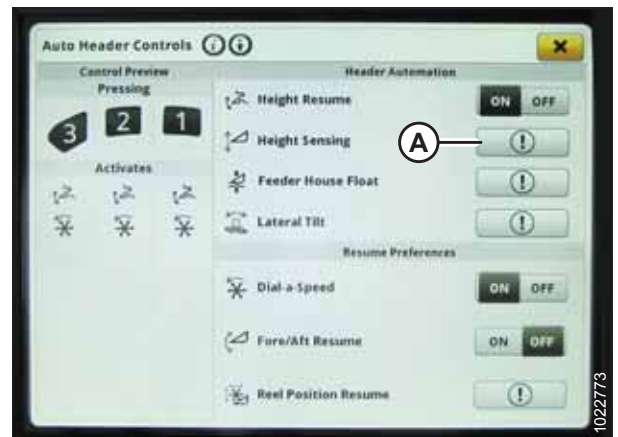 Auto Header Controls
Control Preview
Pressing
3 2 1
Activates
Header Automation
Height Resume ON OFF
Height Sensing A
Feeder House Float
Lateral Tilt
Resume Preferences
Dial-a-Speed ON OFF
Fore/Aft Resume ON OFF
Reel Position Resume
1022773